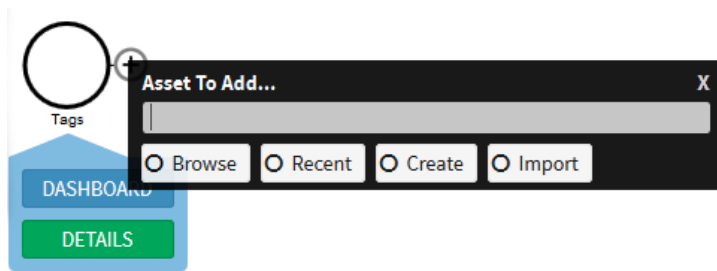 Asset To Add... X
Tags
Browse Recent Create Import
DASHBOARD
DETAILS